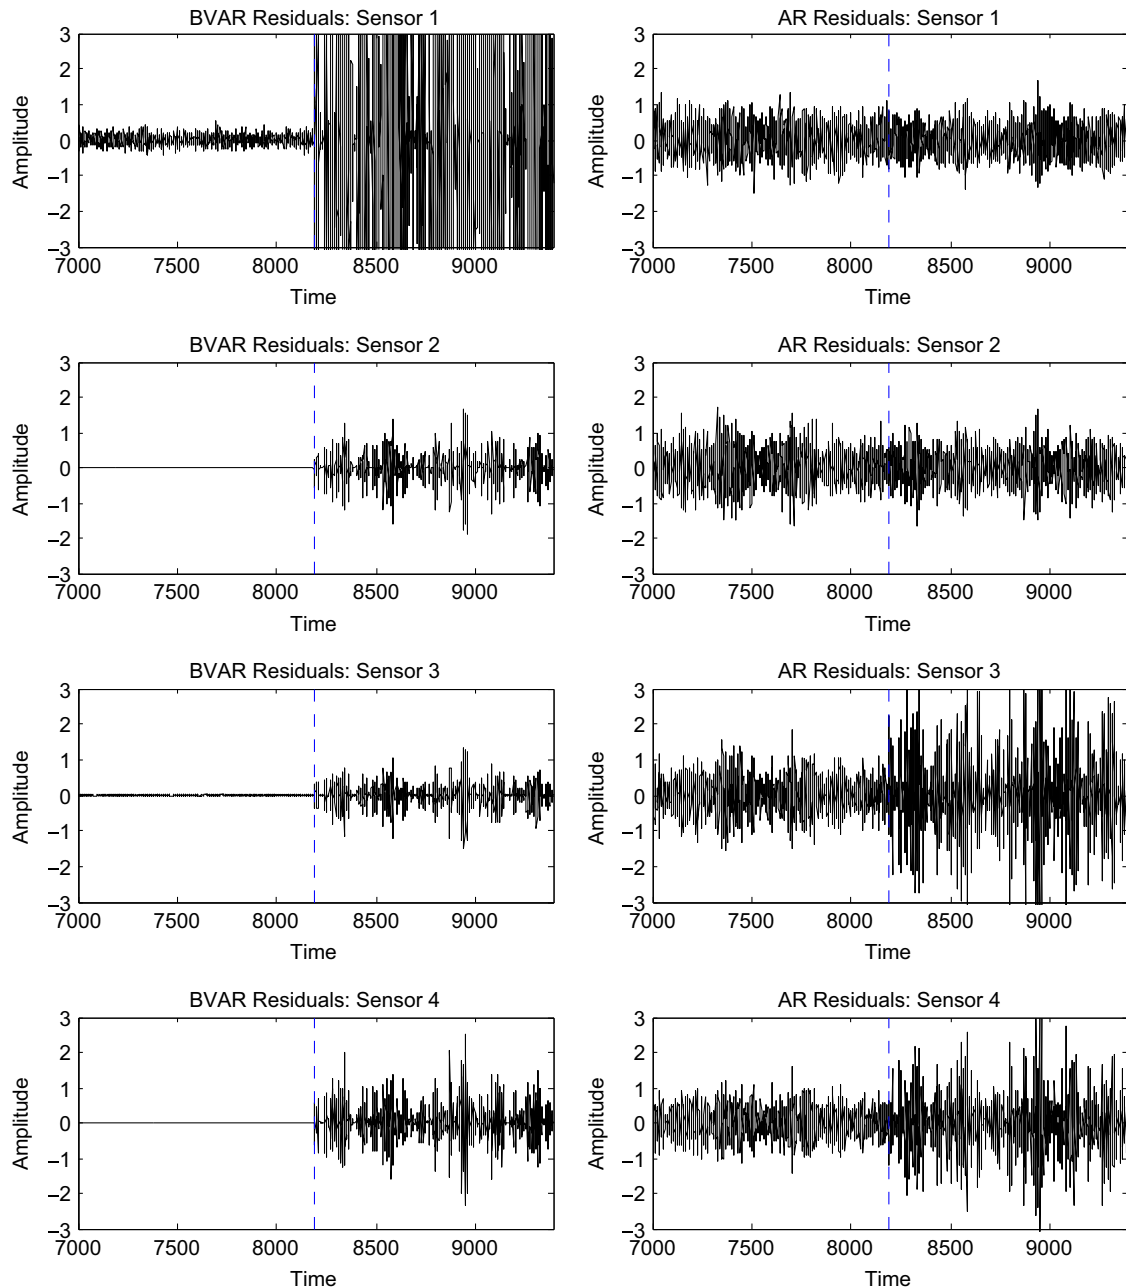 BVAR Residuals: Sensor 1
3
2
1
0
–1
–2
–3
Amplitude
7000 7500 8000 8500 9000
Time
AR Residuals: Sensor 1
3
2
1
0
–1
–2
–3
Amplitude
7000 7500 8000 8500 9000
Time
BVAR Residuals: Sensor 2
3
2
1
0
–1
–2
–3
Amplitude
7000 7500 8000 8500 9000
Time
AR Residuals: Sensor 2
3
2
1
0
–1
–2
–3
Amplitude
7000 7500 8000 8500 9000
Time
BVAR Residuals: Sensor 3
3
2
1
0
–1
–2
–3
Amplitude
7000 7500 8000 8500 9000
Time
AR Residuals: Sensor 3
3
2
1
0
–1
–2
–3
Amplitude
7000 7500 8000 8500 9000
Time
BVAR Residuals: Sensor 4
3
2
1
0
–1
–2
–3
Amplitude
7000 7500 8000 8500 9000
Time
AR Residuals: Sensor 4
3
2
1
0
–1
–2
–3
Amplitude
7000 7500 8000 8500 9000
Time